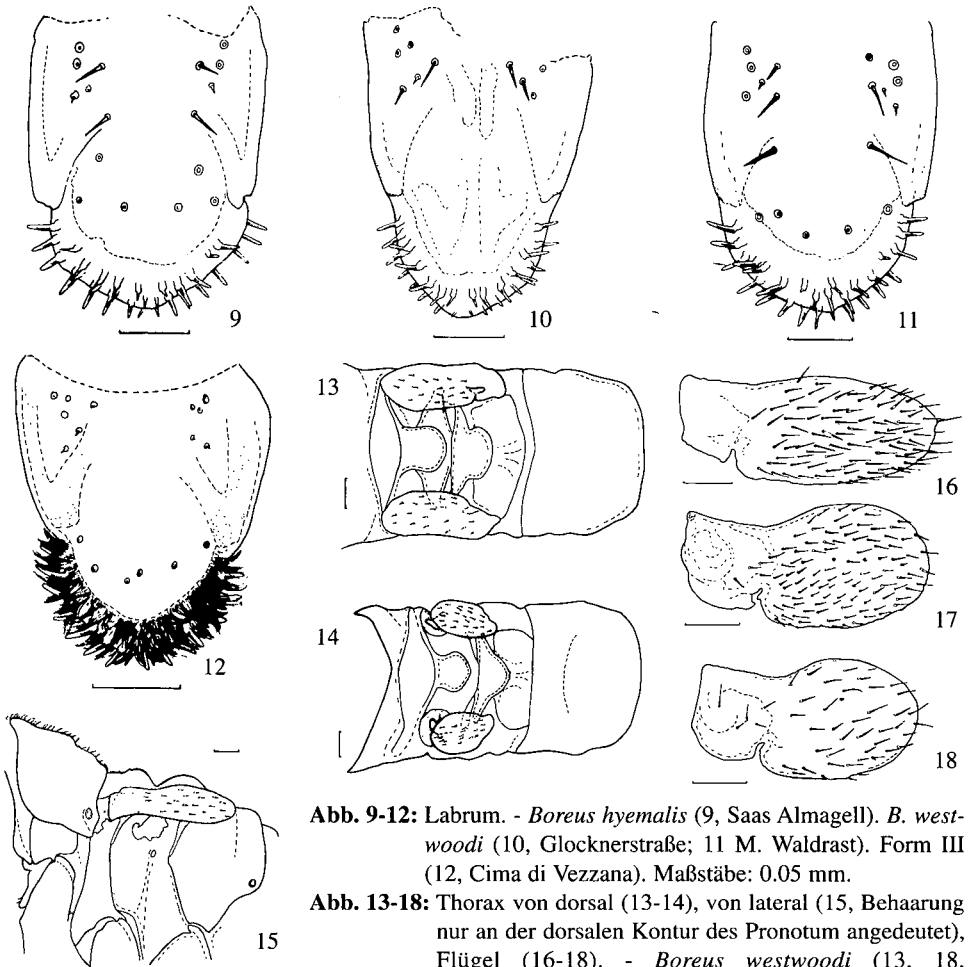 9
10
11
12
13
14
15
16
17
18
Abb. 9-12: Labrum. - Boreus hyemalis (9, Saas Almagell). B. west-
woodi (10, Glocknerstraße; 11 M. Waldrast). Form III
(12, Cima di Vezzana). Maßstäbe: 0.05 mm.
Abb. 13-18: Thorax von dorsal (13-14), von lateral (15, Behaarung
nur an der dorsalen Kontur des Pronotum angedeutet),
Flügel (16-18). - Boreus westwoodi (13, 18,